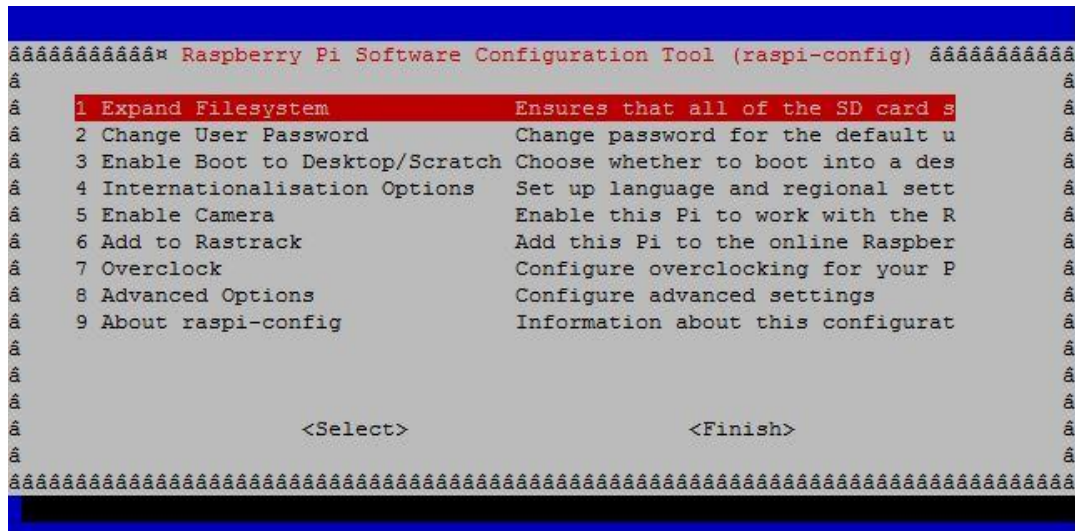 ââââââââââ¤ Raspberry Pi Software Configuration Tool (raspi-config) âââââââââââ
â â
â 1 Expand Filesystem Ensures that all of the SD card s â
â 2 Change User Password Change password for the default u â
â 3 Enable Boot to Desktop/Scratch Choose whether to boot into a des â
â 4 Internationalisation Options Set up language and regional sett â
â 5 Enable Camera Enable this Pi to work with the R â
â 6 Add to Rastrack Add this Pi to the online Raspber â
â 7 Overclock Configure overclocking for your P â
â 8 Advanced Options Configure advanced settings â
â 9 About raspi-config Information about this configurat â
â â
â â
â â
â <Select> <Finish> â
â â
ââââââââââââââââââââââââââââââââââââââââââââââââââââââââââââââââââââââââââââââââ